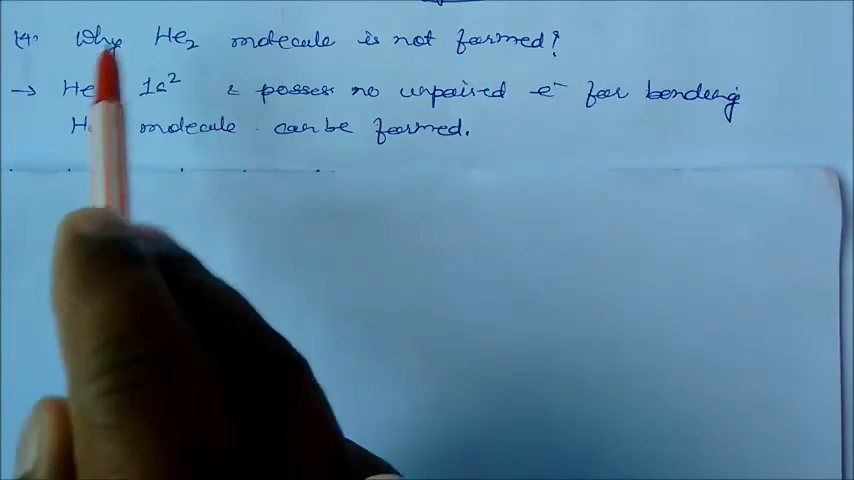 14. Why He₂ molecule is not formed?
→ He 1s² & posses no unpaired e⁻ for bonding
H molecule can be formed.